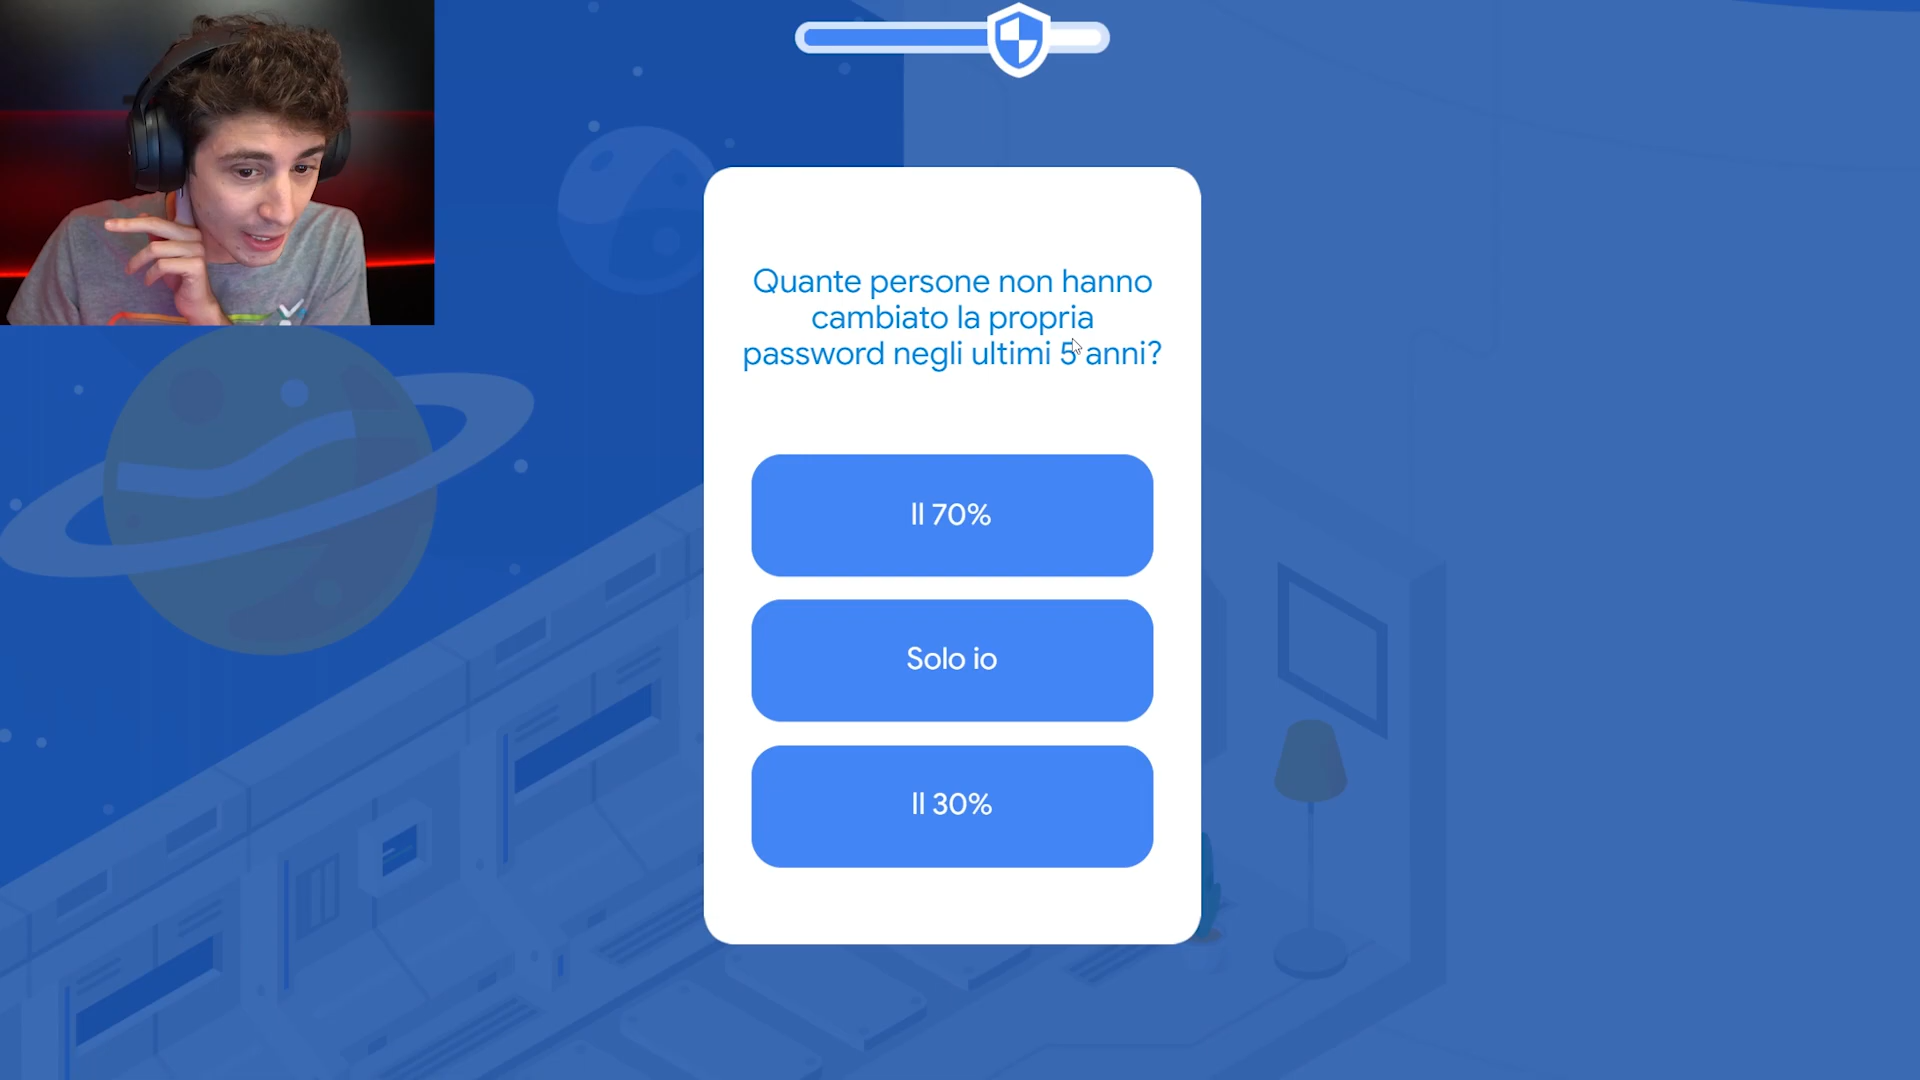 Quante persone non hanno
cambiato la propria
password negli ultimi 5 anni?
Il 70%
Solo io
Il 30%